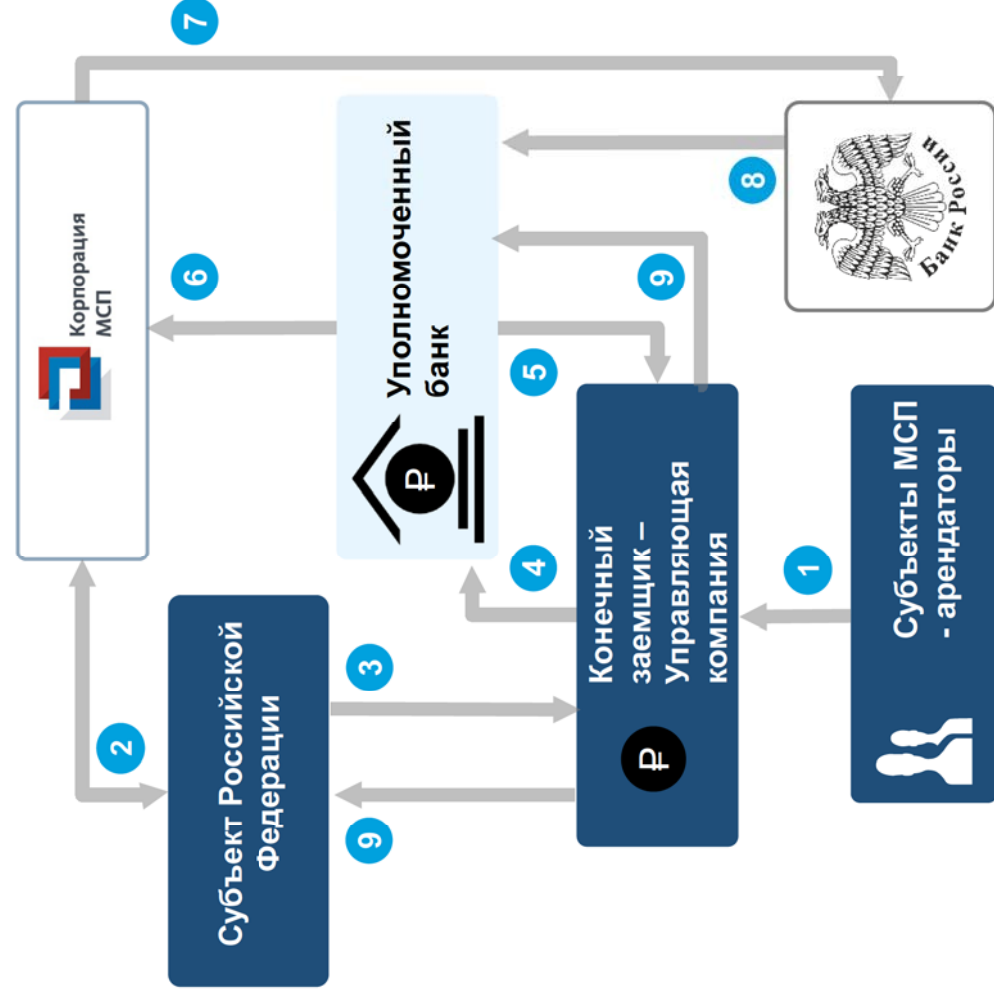 Корпорация
МСП
2
6
7
Субъект Российской
Федерации
9
3
Уполномоченный
банк
4
5
Конечный
заемщик –
Управляющая
компания
9
8
1
Субъекты МСП
- арендаторы
Банк России
₽
₽